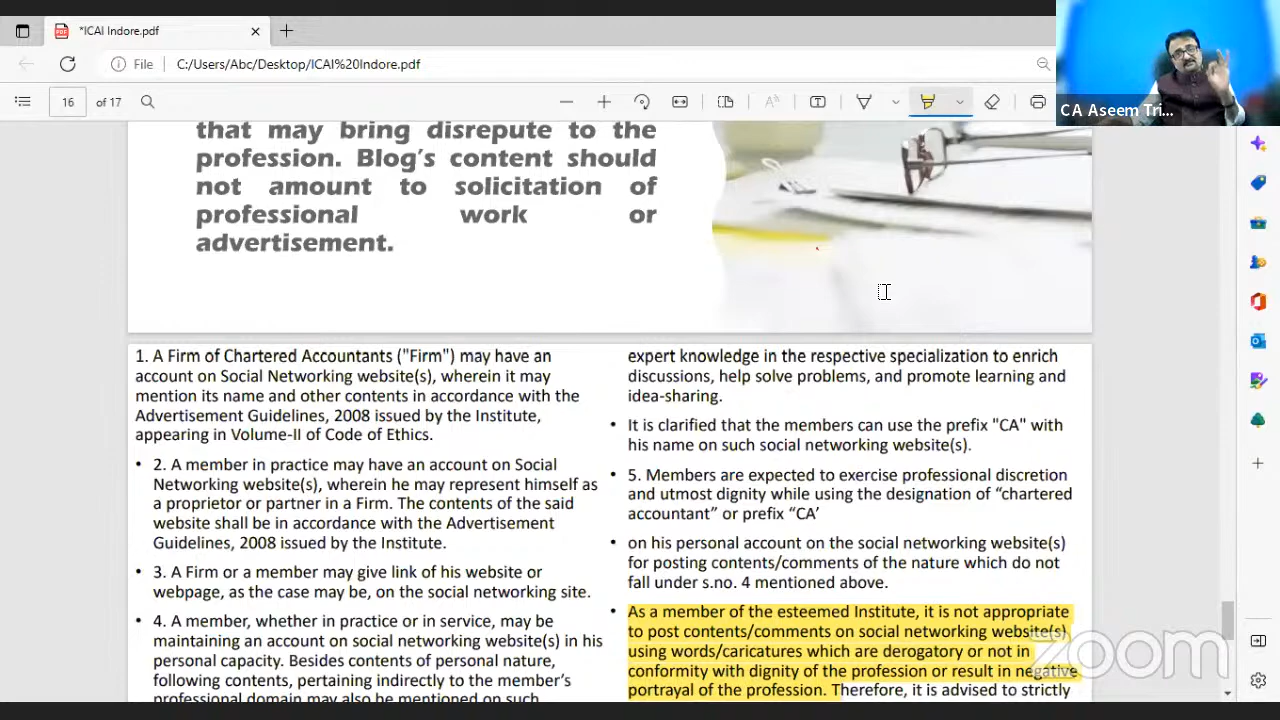 *ICAI Indore.pdf
File
C:/Users/Abc/Desktop/ICAI%20Indore.pdf
16
of 17
CA Aseem Tri...
that may bring disrepute to the
profession. Blog's content should
not amount to solicitation of
professional work or
advertisement.
1. A Firm of Chartered Accountants ("Firm") may have an
account on Social Networking website(s), wherein it may
mention its name and other contents in accordance with the
Advertisement Guidelines, 2008 issued by the Institute,
appearing in Volume-II of Code of Ethics.
• 2. A member in practice may have an account on Social
Networking website(s), wherein he may represent himself as
a proprietor or partner in a Firm. The contents of the said
website shall be in accordance with the Advertisement
Guidelines, 2008 issued by the Institute.
• 3. A Firm or a member may give link of his website or
webpage, as the case may be, on the social networking site.
• 4. A member, whether in practice or in service, may be
maintaining an account on social networking website(s) in his
personal capacity. Besides contents of personal nature,
following contents, pertaining indirectly to the member's
professional domain may also be mentioned on such
expert knowledge in the respective specialization to enrich
discussions, help solve problems, and promote learning and
idea-sharing.
• It is clarified that the members can use the prefix "CA" with
his name on such social networking website(s).
• 5. Members are expected to exercise professional discretion
and utmost dignity while using the designation of “chartered
accountant” or prefix “CA’
• on his personal account on the social networking website(s)
for posting contents/comments of the nature which do not
fall under s.no. 4 mentioned above.
• As a member of the esteemed Institute, it is not appropriate
to post contents/comments on social networking website(s)
using words/caricatures which are derogatory or not in
conformity with dignity of the profession or result in negative
portrayal of the profession. Therefore, it is advised to strictly
zoom